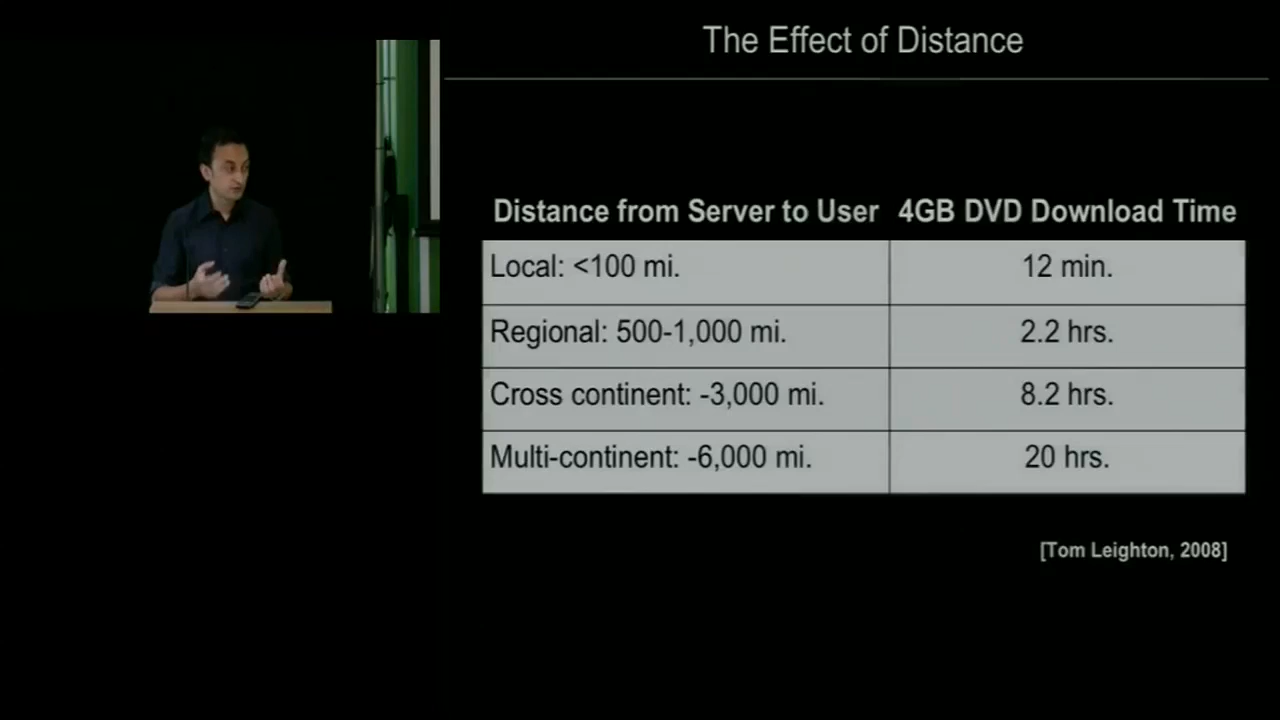 The Effect of Distance
Distance from Server to User 4GB DVD Download Time
Local: <100 mi. 12 min.
Regional: 500-1,000 mi. 2.2 hrs.
Cross continent: -3,000 mi. 8.2 hrs.
Multi-continent: -6,000 mi. 20 hrs.
[Tom Leighton, 2008]